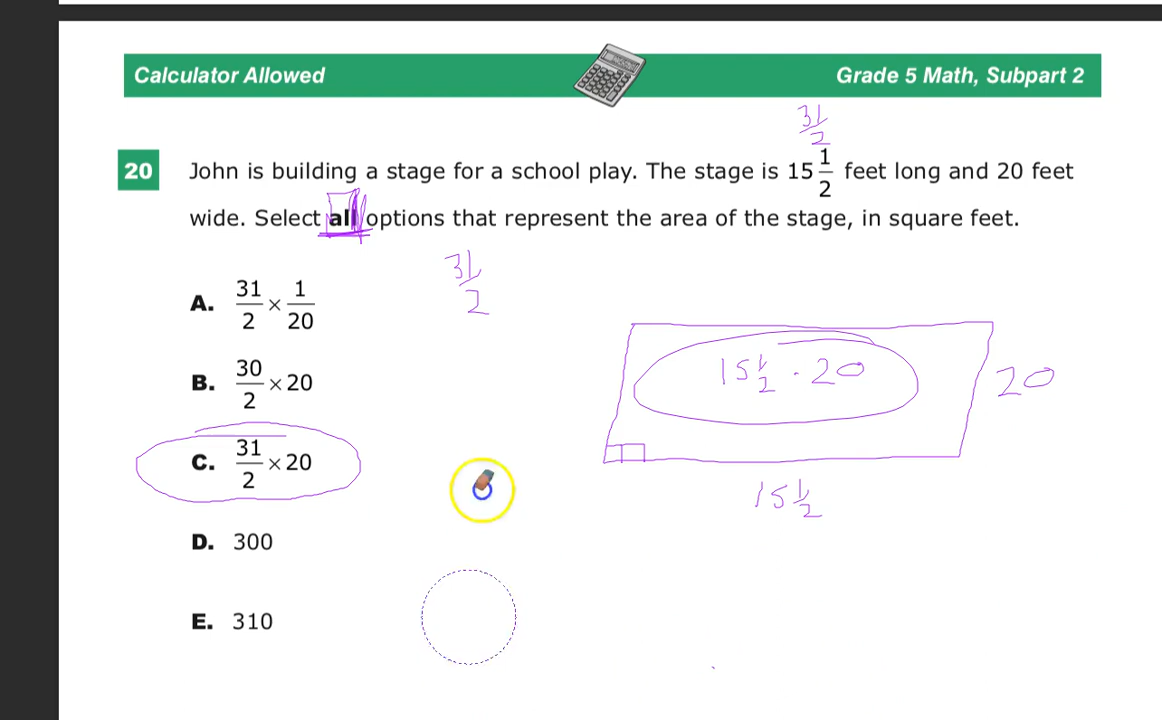 Calculator Allowed
Grade 5 Math, Subpart 2
31/2
20 John is building a stage for a school play. The stage is 15 1/2 feet long and 20 feet
wide. Select all options that represent the area of the stage, in square feet.
31/2
A. 31/2 × 1/20
B. 30/2 × 20
15 1/2 · 20
20
C. 31/2 × 20
15 1/2
D. 300
E. 310